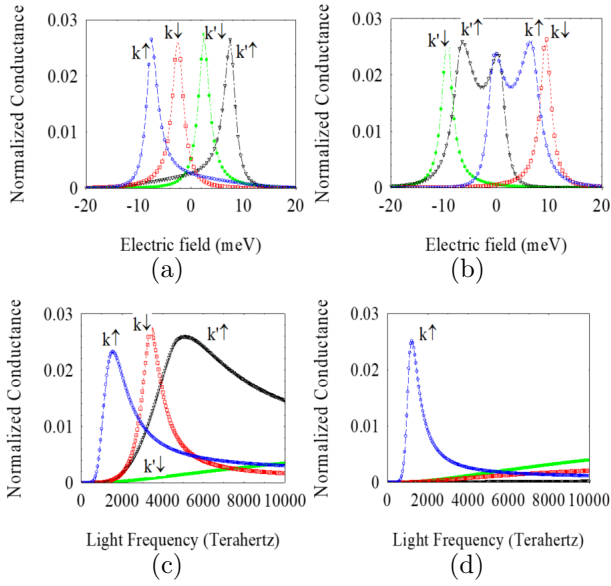 Normalized Conductance
0.03
0.02
0.01
0
k↑
k↓
k'↓
k'↑
-20
-10
0
10
20
Electric field (meV)
(a)
Normalized Conductance
0.03
0.02
0.01
0
k'↓
k'↑
k↑
k↓
-20
-10
0
10
20
Electric field (meV)
(b)
Normalized Conductance
0.03
0.02
0.01
0
k↑
k↓
k'↑
k'↓
0
2000
4000
6000
8000
10000
Light Frequency (Terahertz)
(c)
Normalized Conductance
0.03
0.02
0.01
0
k↑
0
2000
4000
6000
8000
10000
Light Frequency (Terahertz)
(d)